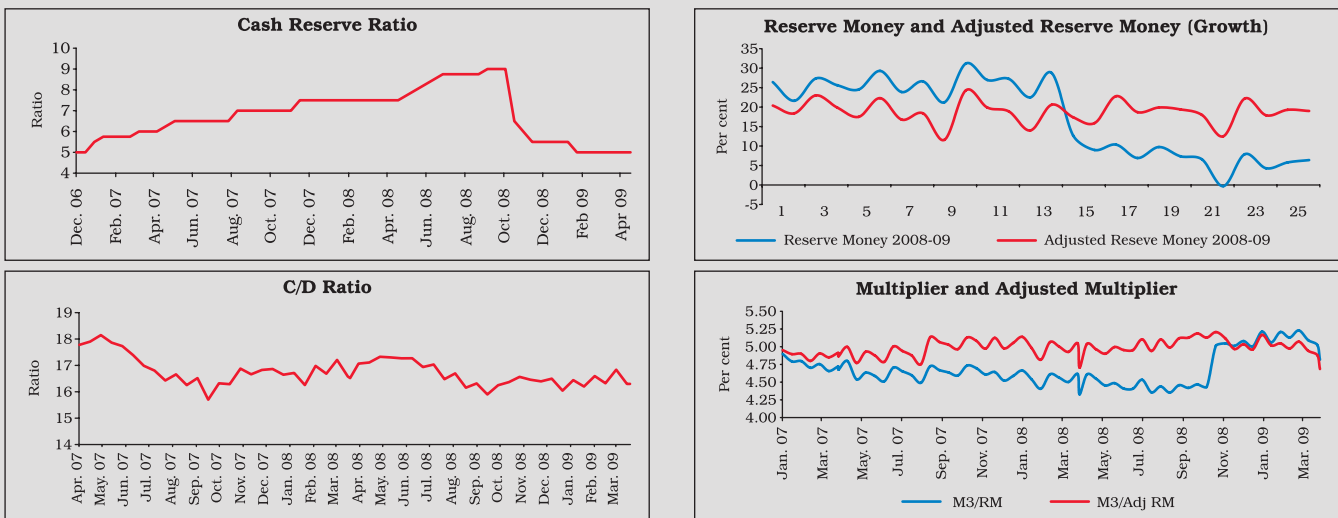 Cash Reserve Ratio
Ratio
10
9
8
7
6
5
4
Dec. 06
Feb. 07
Apr. 07
Jun. 07
Aug. 07
Oct. 07
Dec. 07
Feb. 08
Apr. 08
Jun. 08
Aug. 08
Oct. 08
Dec. 08
Feb 09
Apr 09
Reserve Money and Adjusted Reserve Money (Growth)
Per cent
35
30
25
20
15
10
5
0
-5
1 3 5 7 9 11 13 15 17 19 21 23 25
Reserve Money 2008-09 Adjusted Reseve Money 2008-09
C/D Ratio
Ratio
19
18
17
16
15
14
Apr. 07
May. 07
Jun. 07
Jul. 07
Aug. 07
Sep. 07
Oct. 07
Nov. 07
Dec. 07
Jan. 08
Feb. 08
Mar. 08
Apr. 08
May. 08
Jun. 08
Jul. 08
Aug. 08
Sep. 08
Oct. 08
Nov. 08
Dec. 08
Jan. 09
Feb. 09
Mar. 09
Multiplier and Adjusted Multiplier
Per cent
5.50
5.25
5.00
4.75
4.50
4.25
4.00
Jan. 07
Mar. 07
May. 07
Jul. 07
Sep. 07
Nov. 07
Jan. 08
Mar. 08
May. 08
Jul. 08
Sep. 08
Nov. 08
Jan. 09
Mar. 09
M3/RM M3/Adj RM